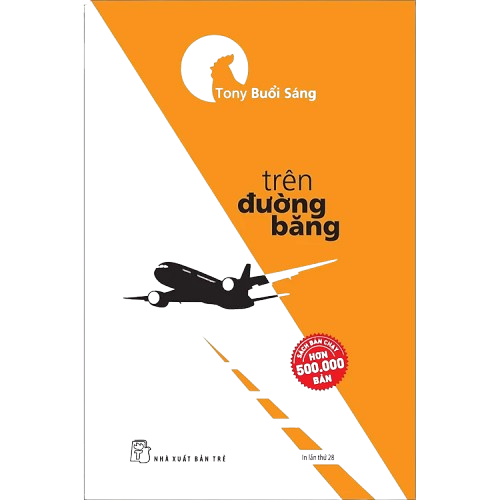 Tony Buổi Sáng
trên
đường
băng
SÁCH BÁN CHẠY
HƠN
500.000
BẢN
In lần thứ 28
NHÀ XUẤT BẢN TRẺ